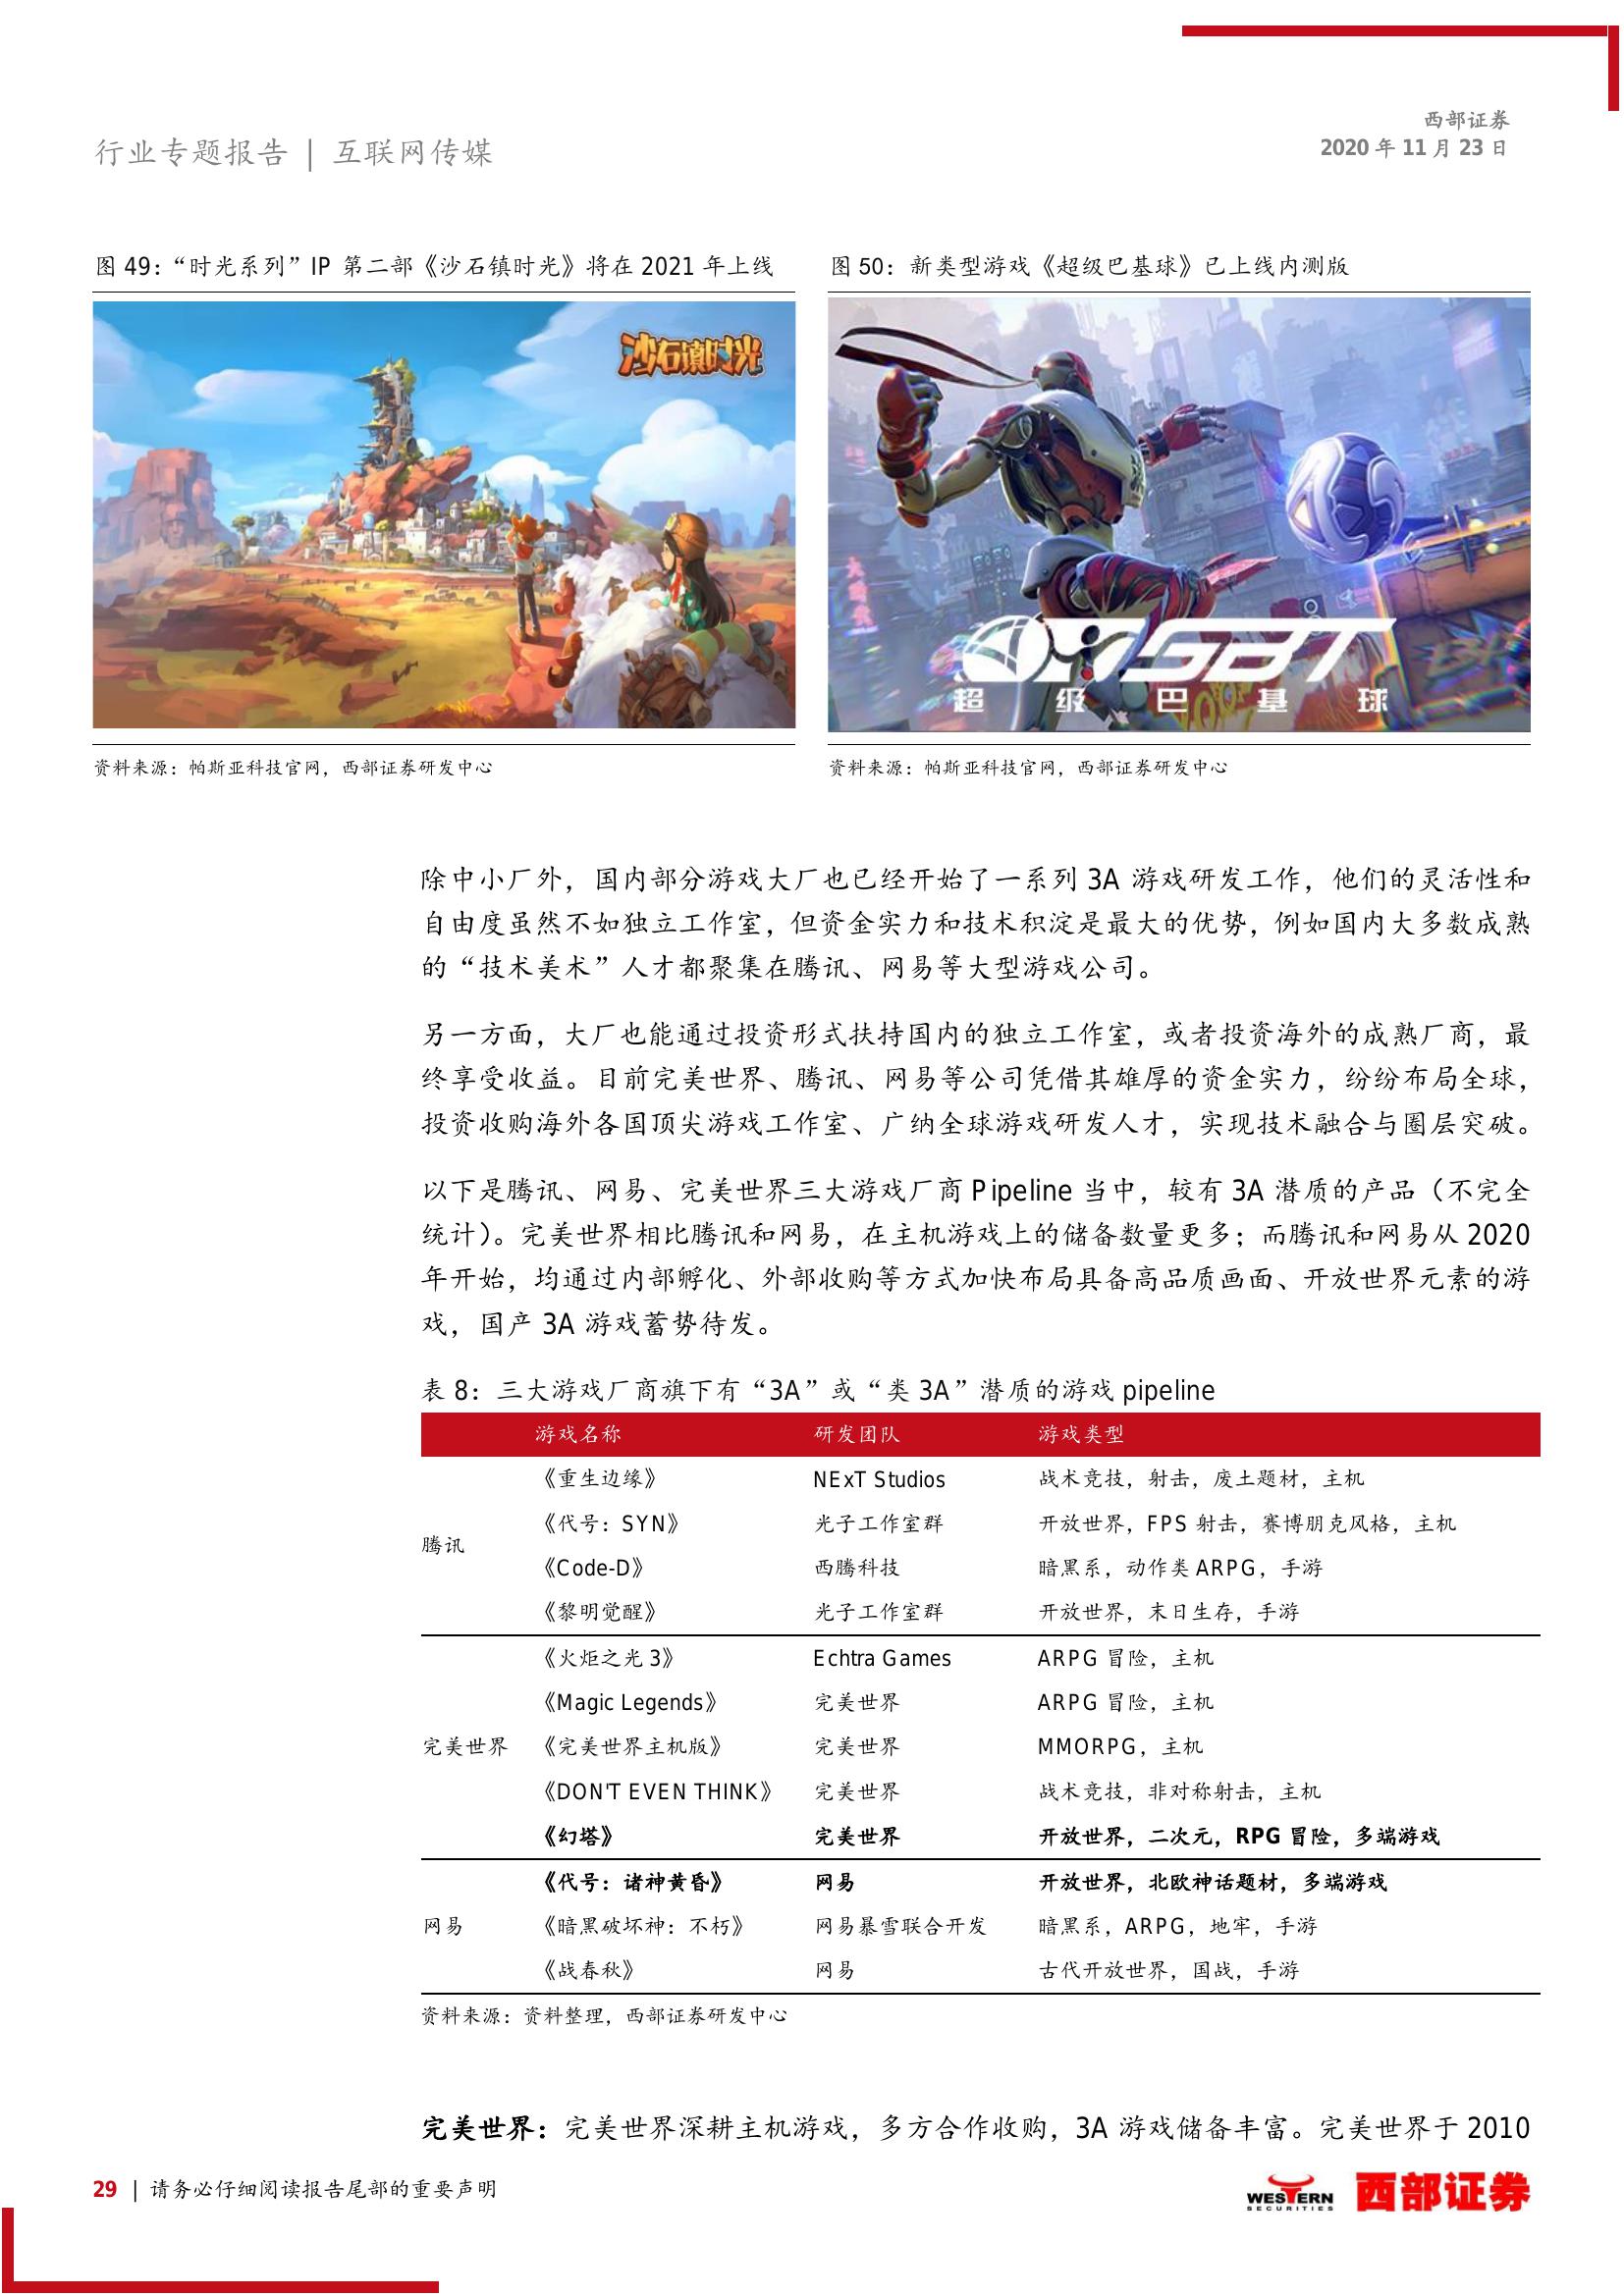 行业专题报告 | 互联网传媒
西部证券
2020 年 11 月 23 日
图 49：“时光系列”IP 第二部《沙石镇时光》将在 2021 年上线
沙石镇时光
资料来源：帕斯亚科技官网，西部证券研发中心
图 50：新类型游戏《超级巴基球》已上线内测版
SBT
超级巴基球
资料来源：帕斯亚科技官网，西部证券研发中心
除中小厂外，国内部分游戏大厂也已经开始了一系列 3A 游戏研发工作，他们的灵活性和
自由度虽然不如独立工作室，但资金实力和技术积淀是最大的优势，例如国内大多数成熟
的“技术美术”人才都聚集在腾讯、网易等大型游戏公司。
另一方面，大厂也能通过投资形式扶持国内的独立工作室，或者投资海外的成熟厂商，最
终享受收益。目前完美世界、腾讯、网易等公司凭借其雄厚的资金实力，纷纷布局全球，
投资收购海外各国顶尖游戏工作室、广纳全球游戏研发人才，实现技术融合与圈层突破。
以下是腾讯、网易、完美世界三大游戏厂商 Pipeline 当中，较有 3A 潜质的产品（不完全
统计）。完美世界相比腾讯和网易，在主机游戏上的储备数量更多；而腾讯和网易从 2020
年开始，均通过内部孵化、外部收购等方式加快布局具备高品质画面、开放世界元素的游
戏，国产 3A 游戏蓄势待发。
表 8：三大游戏厂商旗下有“3A”或“类 3A”潜质的游戏 pipeline
游戏名称 研发团队 游戏类型
腾讯
《重生边缘》 NExT Studios 战术竞技，射击，废土题材，主机
《代号：SYN》 光子工作室群 开放世界，FPS 射击，赛博朋克风格，主机
《Code-D》 西腾科技 暗黑系，动作类 ARPG，手游
《黎明觉醒》 光子工作室群 开放世界，末日生存，手游
完美世界
《火炬之光 3》 Echtra Games ARPG 冒险，主机
《Magic Legends》 完美世界 ARPG 冒险，主机
《完美世界主机版》 完美世界 MMORPG，主机
《DON'T EVEN THINK》 完美世界 战术竞技，非对称射击，主机
《幻塔》 完美世界 开放世界，二次元，RPG 冒险，多端游戏
网易
《代号：诸神黄昏》 网易 开放世界，北欧神话题材，多端游戏
《暗黑破坏神：不朽》 网易暴雪联合开发 暗黑系，ARPG，地牢，手游
《战春秋》 网易 古代开放世界，国战，手游
资料来源：资料整理，西部证券研发中心
完美世界：完美世界深耕主机游戏，多方合作收购，3A 游戏储备丰富。完美世界于 2010
29 | 请务必仔细阅读报告尾部的重要声明
WESTERN
SECURITIES
西部证券